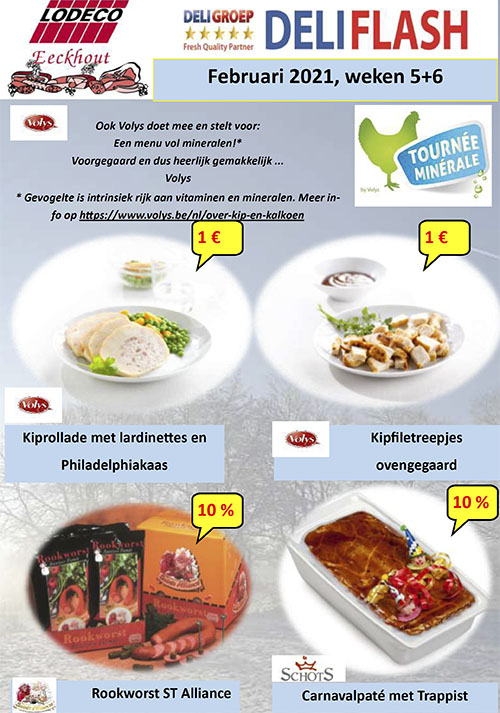 LODECO
Eeckhout
DELIGROEP
Fresh Quality Partner
DELIFLASH
Februari 2021, weken 5+6
Volys
Ook Volys doet mee en stelt voor:
Een menu vol mineralen!*
Voorgegaard en dus heerlijk gemakkelijk ...
Volys
* Gevogelte is intrinsiek rijk aan vitaminen en mineralen. Meer in-
fo op https://www.volys.be/nl/over-kip-en-kalkoen
TOURNÉE
MINÉRALE
by Volys
1 €
1 €
Volys
Kiprollade met lardinettes en
Philadelphiakaas
Volys
Kipfiletreepjes
ovengegaard
10 %
10 %
Rookworst
Rookworst
Rookworst
Rookworst
Rookworst ST Alliance
SCHOTS
Carnavalpaté met Trappist